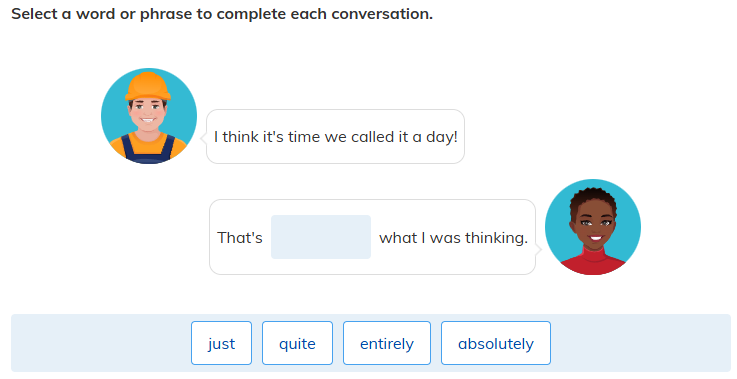 Select a word or phrase to complete each conversation.
I think it's time we called it a day!
That's what I was thinking.
just quite entirely absolutely